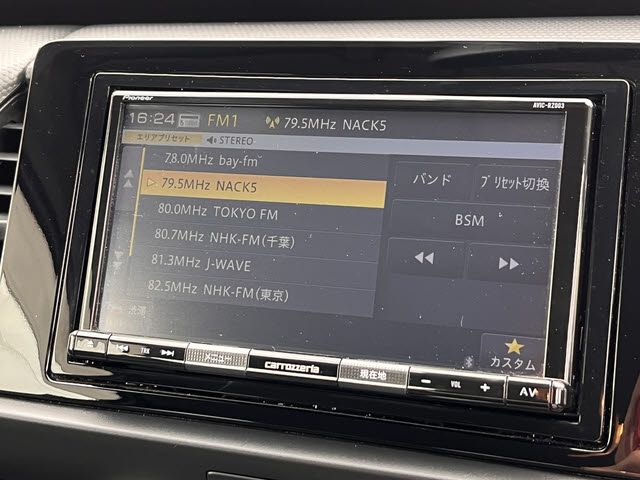 Pioneer
AVIC-RZ003
16:24 FM1 79.5MHz NACK5
エリアプリセット STEREO
78.0MHz bay-fm
79.5MHz NACK5
80.0MHz TOKYO FM
80.7MHz NHK-FM(千葉)
81.3MHz J-WAVE
82.5MHz NHK-FM(東京)
バンド プリセット切換
BSM
渋滞
カスタム
TRK メニュー carrozzeria 現在地 − VOL + AV